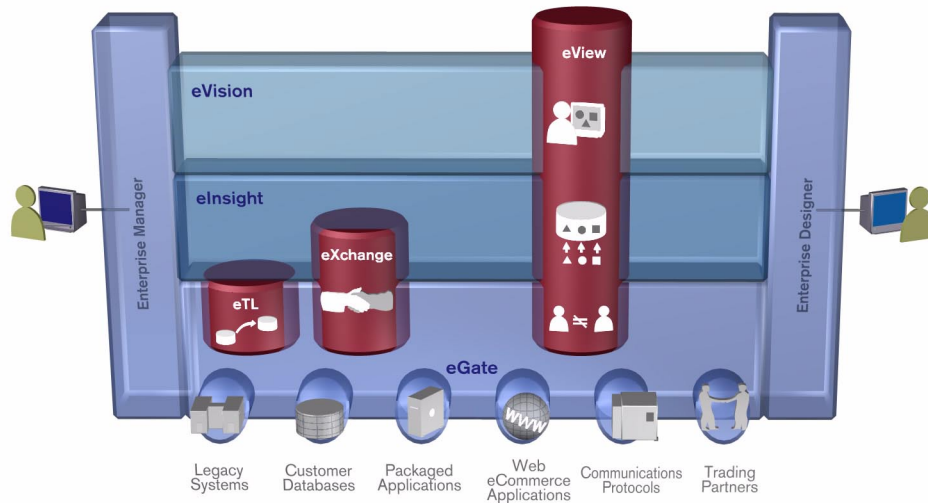 eView
eVision
eInsight
eXchange
eTL
eGate
Enterprise Manager
Enterprise Designer
WWW
Legacy
Systems
Customer
Databases
Packaged
Applications
Web
eCommerce
Applications
Communications
Protocols
Trading
Partners